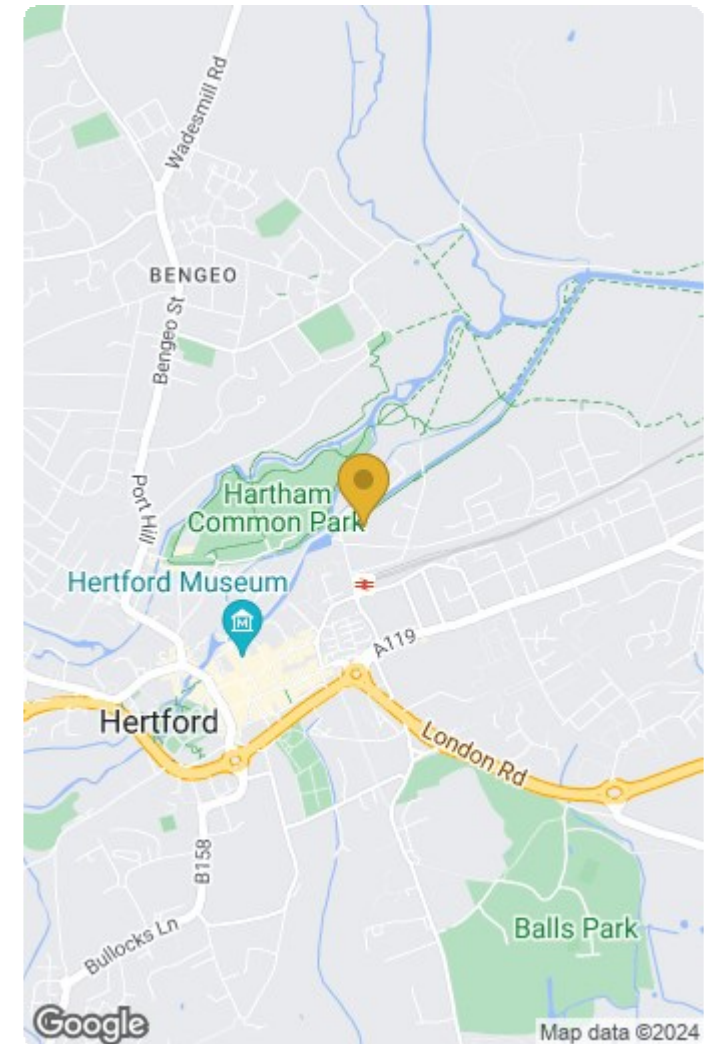 Wadesmill Rd
BENGEO
Bengeo St
Port Hill
Hartham
Common Park
Hertford Museum
M
A119
Hertford
London Rd
B158
Bullocks Ln
Balls Park
Google
Map data ©2024